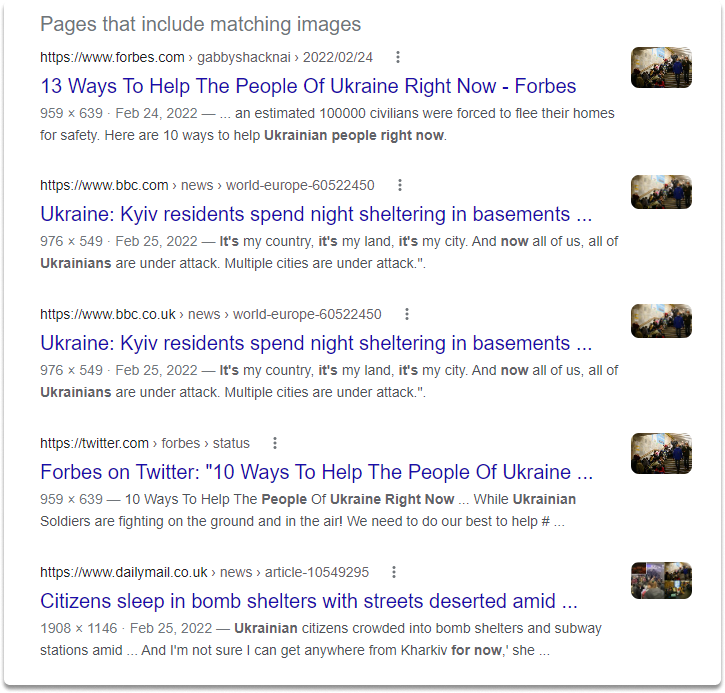 Pages that include matching images
https://www.forbes.com › gabbyshacknai › 2022/02/24
13 Ways To Help The People Of Ukraine Right Now - Forbes
959 × 639 · Feb 24, 2022 — ... an estimated 100000 civilians were forced to flee their homes
for safety. Here are 10 ways to help Ukrainian people right now.
https://www.bbc.com › news › world-europe-60522450
Ukraine: Kyiv residents spend night sheltering in basements ...
976 × 549 · Feb 25, 2022 — It's my country, it's my land, it's my city. And now all of us, all of
Ukrainians are under attack. Multiple cities are under attack.".
https://www.bbc.co.uk › news › world-europe-60522450
Ukraine: Kyiv residents spend night sheltering in basements ...
976 × 549 · Feb 25, 2022 — It's my country, it's my land, it's my city. And now all of us, all of
Ukrainians are under attack. Multiple cities are under attack.".
https://twitter.com › forbes › status
Forbes on Twitter: "10 Ways To Help The People Of Ukraine ...
959 × 639 — 10 Ways To Help The People Of Ukraine Right Now ... While Ukrainian
Soldiers are fighting on the ground and in the air! We need to do our best to help # ...
https://www.dailymail.co.uk › news › article-10549295
Citizens sleep in bomb shelters with streets deserted amid ...
1908 × 1146 · Feb 25, 2022 — Ukrainian citizens crowded into bomb shelters and subway
stations amid ... And I'm not sure I can get anywhere from Kharkiv for now,' she ...